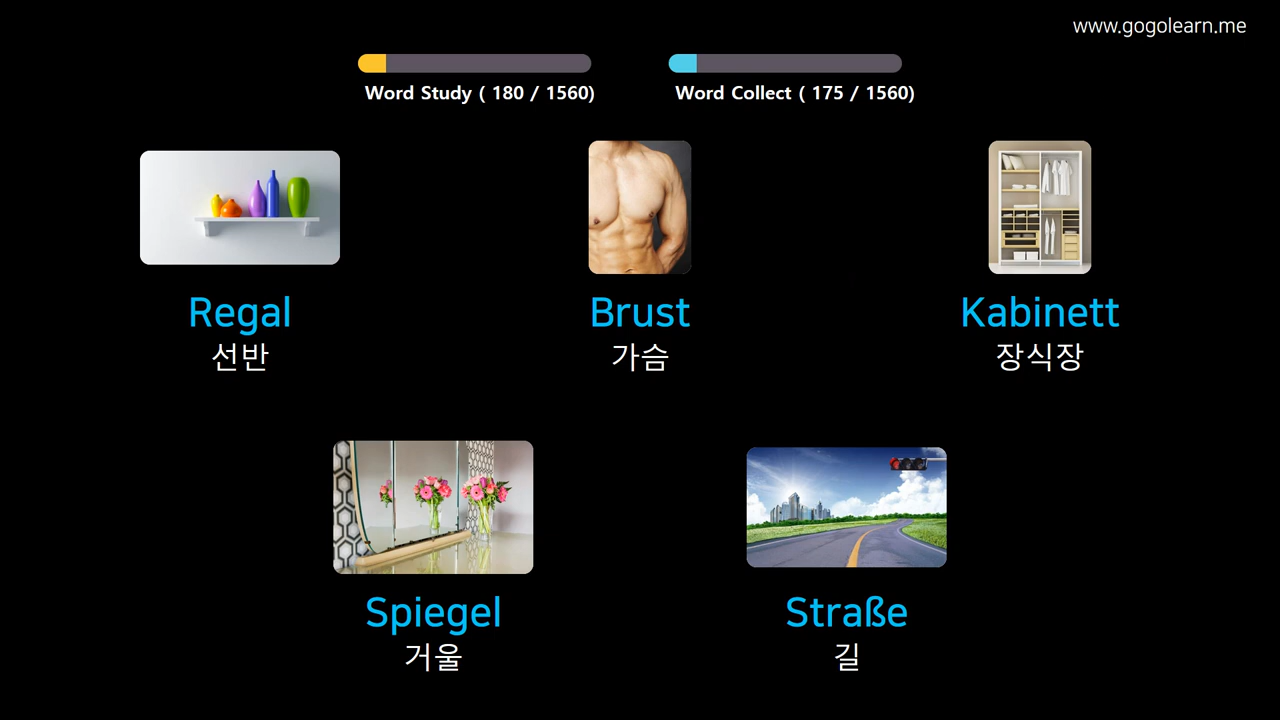 www.gogolearn.me
Word Study ( 180 / 1560)
Word Collect ( 175 / 1560)
Regal
선반
Brust
가슴
Kabinett
장식장
Spiegel
거울
Straße
길